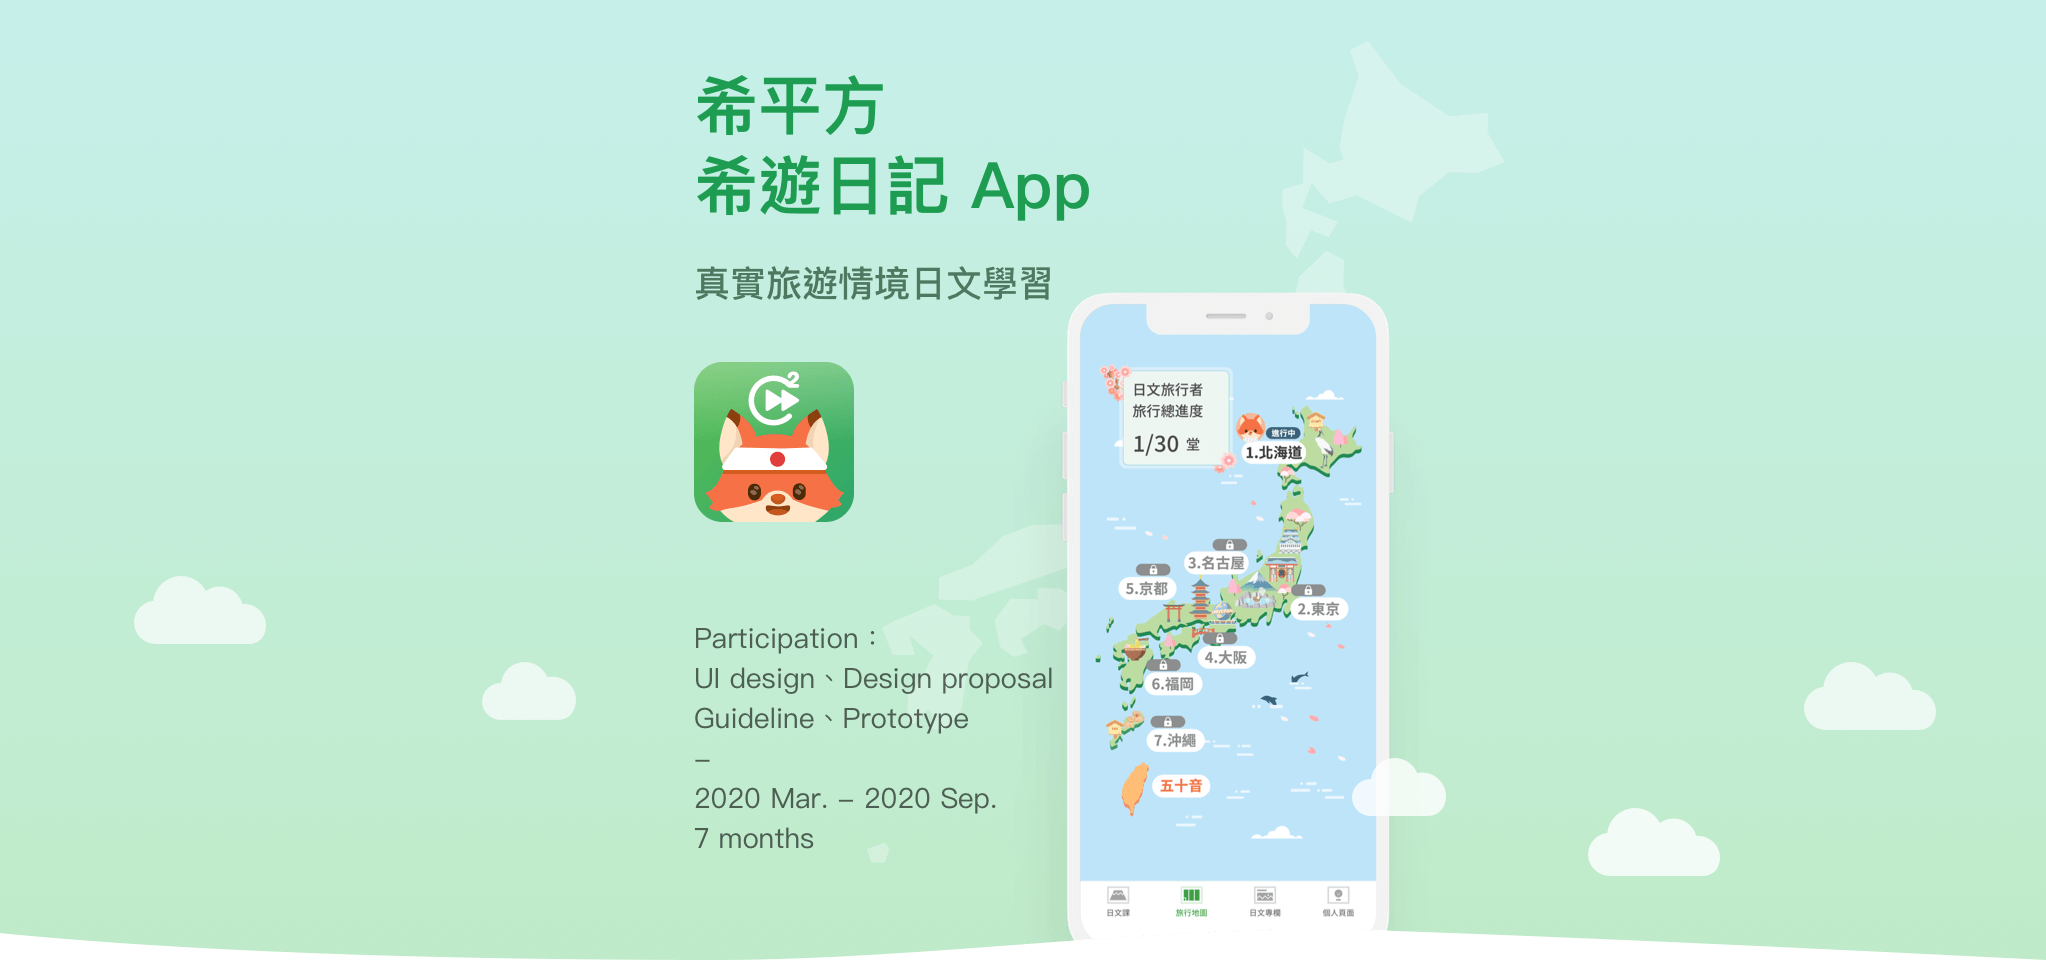 希平方
希遊日記 App
真實旅遊情境日文學習
2
Participation：
UI design、Design proposal
Guideline、Prototype
–
2020 Mar. – 2020 Sep.
7 months
日文旅行者
旅行總進度
1/30 堂
進行中
1.北海道
3.名古屋
5.京都
2.東京
4.大阪
6.福岡
7.沖繩
五十音
日文課
旅行地圖
日文專欄
個人頁面